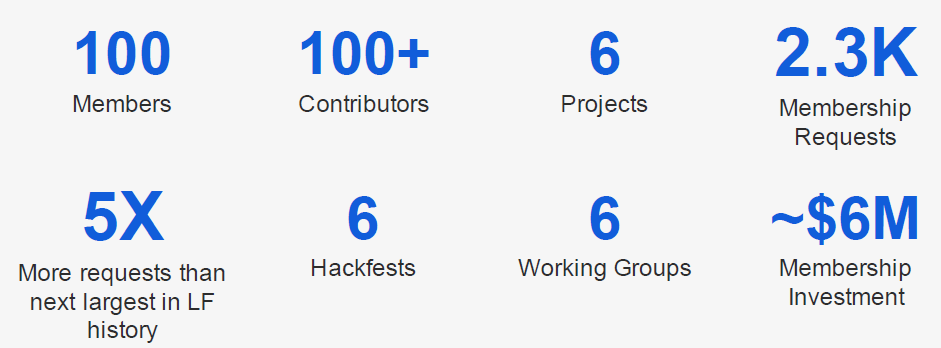 100
Members
100+
Contributors
6
Projects
2.3K
Membership
Requests
5X
More requests than
next largest in LF
history
6
Hackfests
6
Working Groups
~$6M
Membership
Investment